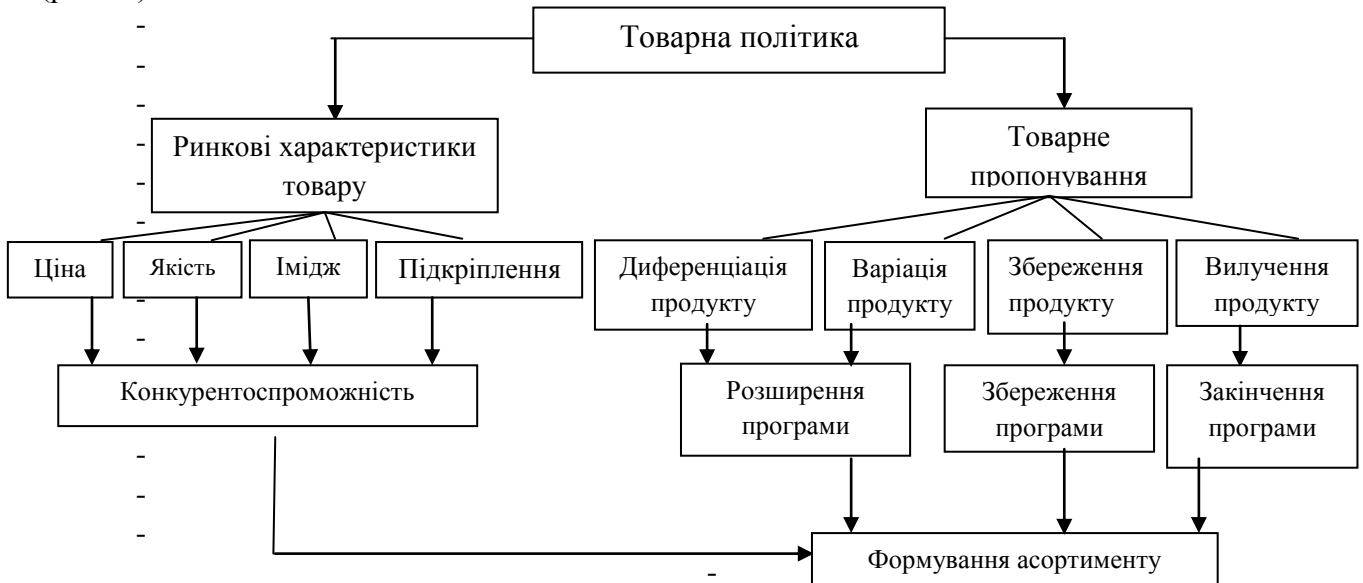 Товарна політика
Ринкові характеристики
товару
Товарне
пропонування
Ціна
Якість
Імідж
Підкріплення
Диференціація
продукту
Варіація
продукту
Збереження
продукту
Вилучення
продукту
Конкурентоспроможність
Розширення
програми
Збереження
програми
Закінчення
програми
Формування асортименту